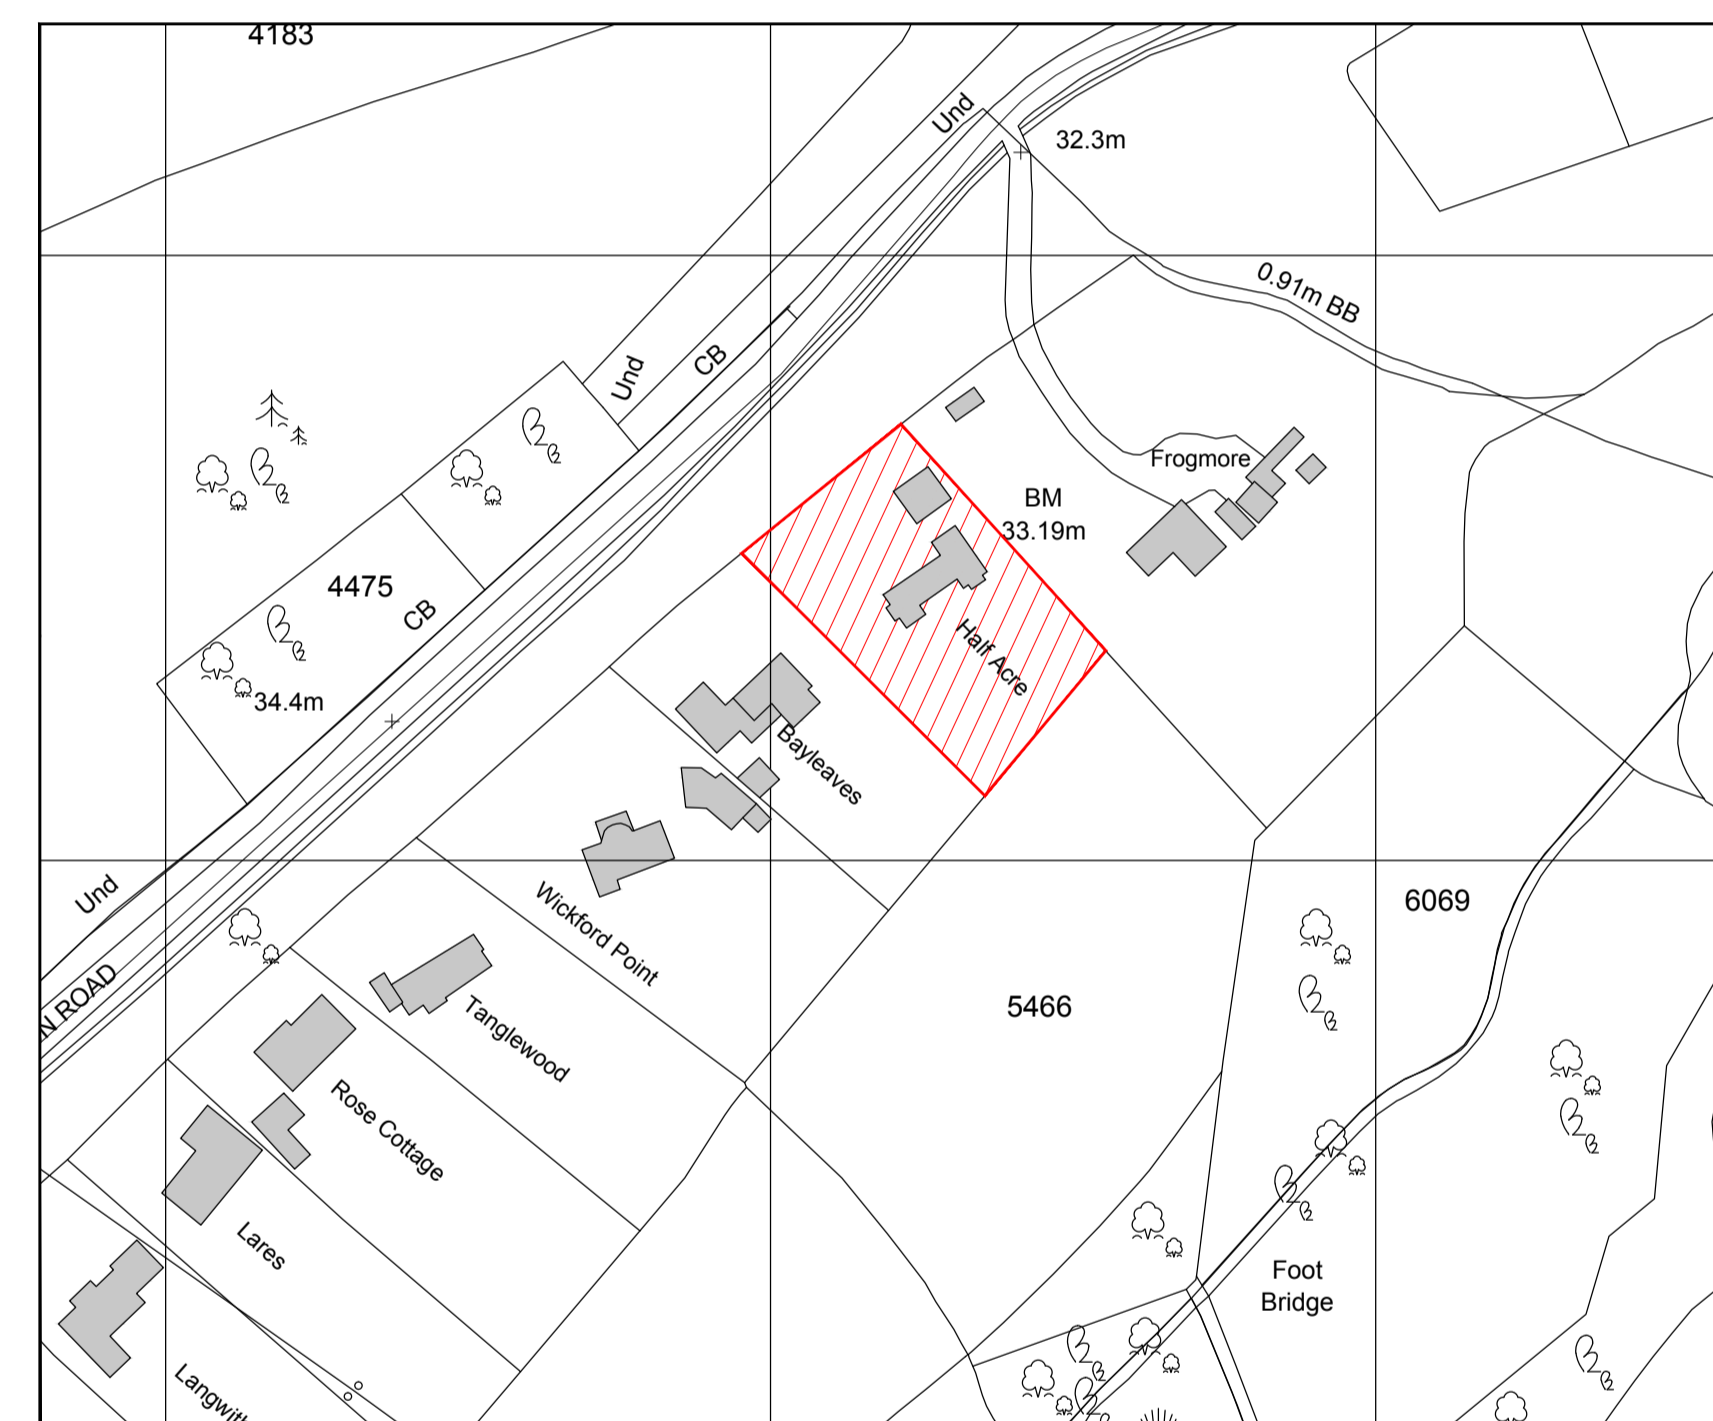 4183
Und
32.3m
0.91m BB
Und
CB
Frogmore
BM
33.19m
4475
CB
Half Acre
34.4m
Bayleaves
Und
Wickford Point
6069
N ROAD
5466
Tanglewood
Rose Cottage
Lares
Foot
Bridge